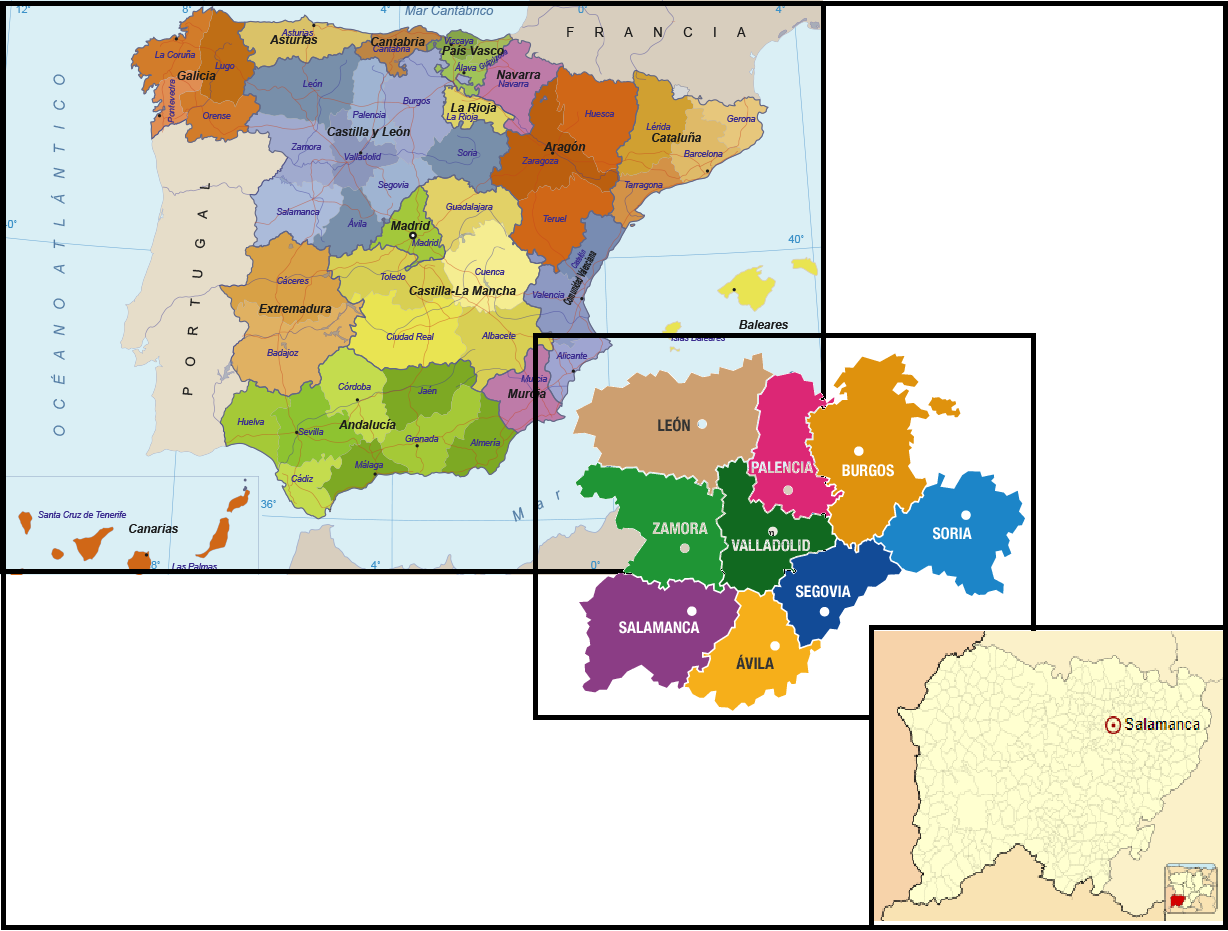 12°
8°
4°
Mar Cantábrico
0°
4°
F R A N C I A
Asturias
Asturias
Cantabria
Cantabria
Vizcaya
País Vasco
Álava
Guipúzcoa
La Coruña
Lugo
Galicia
Pontevedra
Orense
León
Navarra
Navarra
Burgos
Palencia
Castilla y León
La Rioja
La Rioja
Huesca
Aragón
Zaragoza
Lérida
Gerona
Cataluña
Barcelona
Tarragona
Zamora
Valladolid
Soria
Segovia
Salamanca
Ávila
Guadalajara
Madrid
Madrid
Teruel
40°
OCÉANO ATLÁNTICO
PORTUGAL
Cáceres
Toledo
Cuenca
Castilla-La Mancha
Castellón
Comunidad Valenciana
Valencia
Extremadura
Badajoz
Ciudad Real
Albacete
Baleares
Islas Baleares
Alicante
Murcia
Murcia
Córdoba
Jaén
Huelva
Sevilla
Andalucía
Granada
Almería
Málaga
Cádiz
36°
Mar
Santa Cruz de Tenerife
Canarias
Las Palmas
8°
4°
0°
LEÓN
PALENCIA
BURGOS
ZAMORA
VALLADOLID
SORIA
SEGOVIA
SALAMANCA
ÁVILA
Salamanca